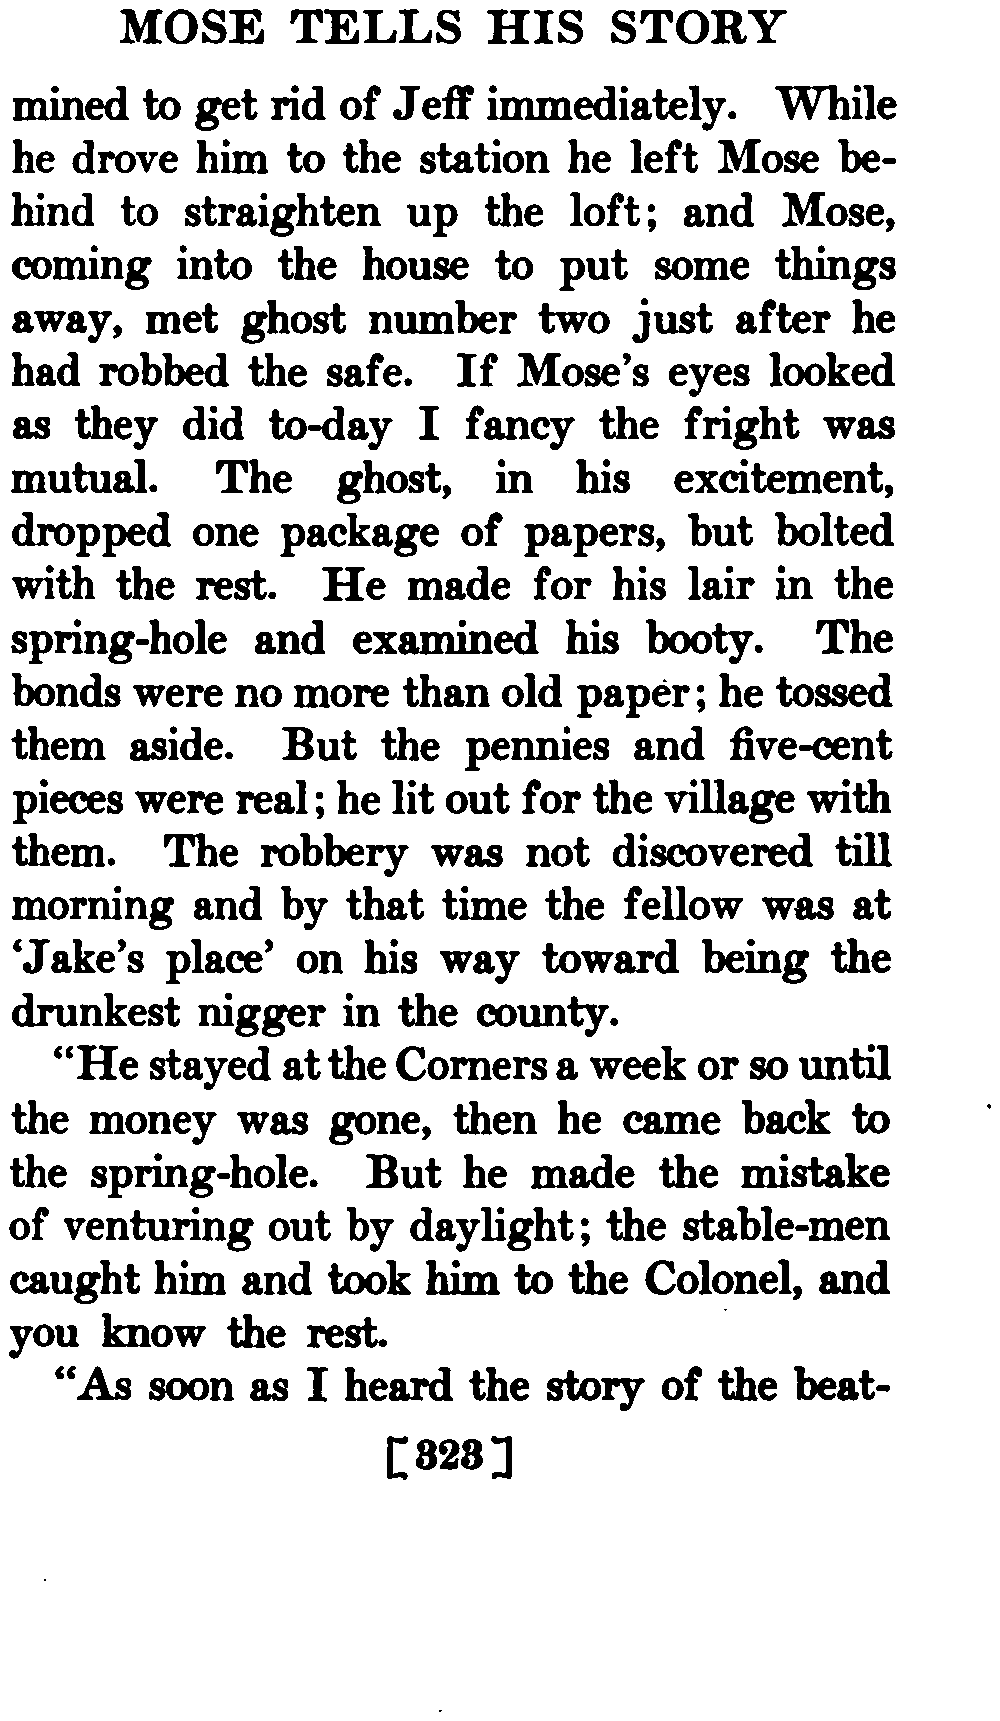 MOSE TELLS HIS STORY
mined to get rid of Jeff immediately. While
he drove him to the station he left Mose be-
hind to straighten up the loft; and Mose,
coming into the house to put some things
away, met ghost number two just after he
had robbed the safe. If Mose's eyes looked
as they did to-day I fancy the fright was
mutual. The ghost, in his excitement,
dropped one package of papers, but bolted
with the rest. He made for his lair in the
spring-hole and examined his booty. The
bonds were no more than old paper; he tossed
them aside. But the pennies and five-cent
pieces were real; he lit out for the village with
them. The robbery was not discovered till
morning and by that time the fellow was at
'Jake's place' on his way toward being the
drunkest nigger in the county.
"He stayed at the Corners a week or so until
the money was gone, then he came back to
the spring-hole. But he made the mistake
of venturing out by daylight; the stable-men
caught him and took him to the Colonel, and
you know the rest.
"As soon as I heard the story of the beat-
[323]